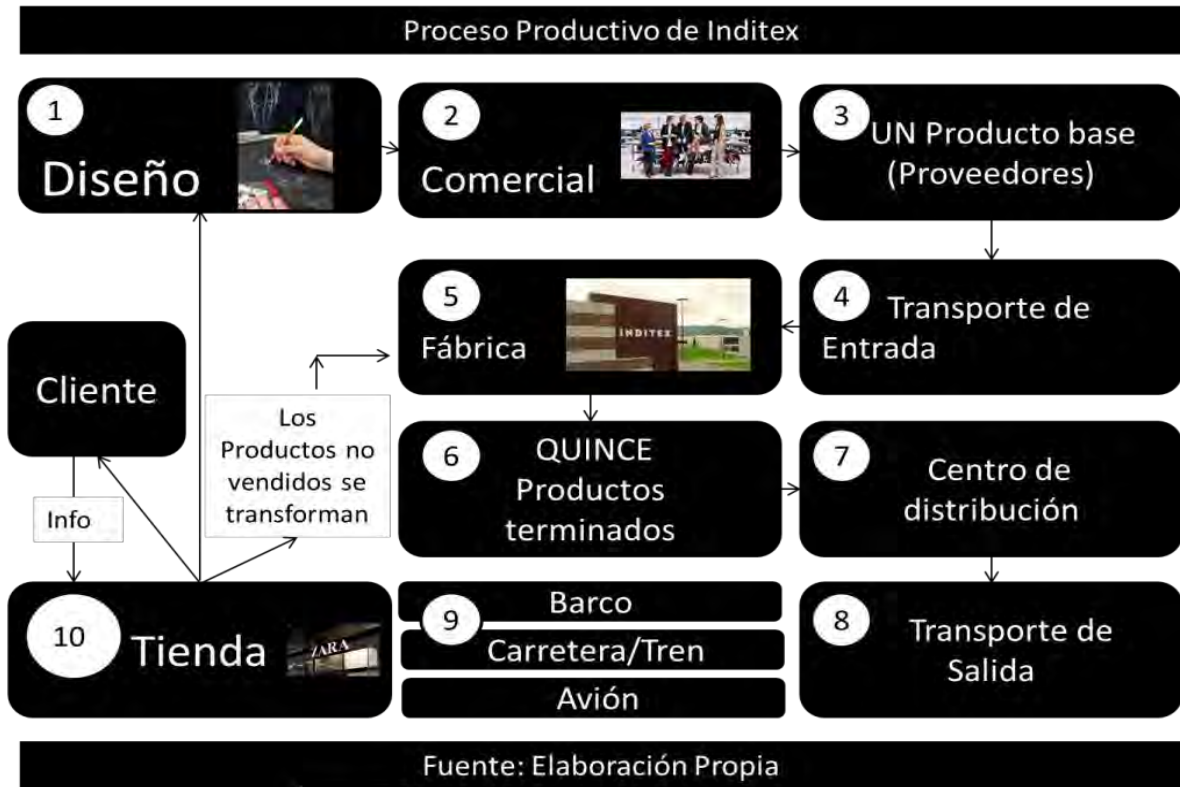 Proceso Productivo de Inditex
1
Diseño
2
Comercial
3
UN Producto base
(Proveedores)
5
Fábrica
INDITEX
4
Transporte de
Entrada
Cliente
Los
Productos no
vendidos se
transforman
Info
6
QUINCE
Productos
terminados
7
Centro de
distribución
10
Tienda
ZARA
9
Barco
Carretera/Tren
Avión
8
Transporte de
Salida
Fuente: Elaboración Propia